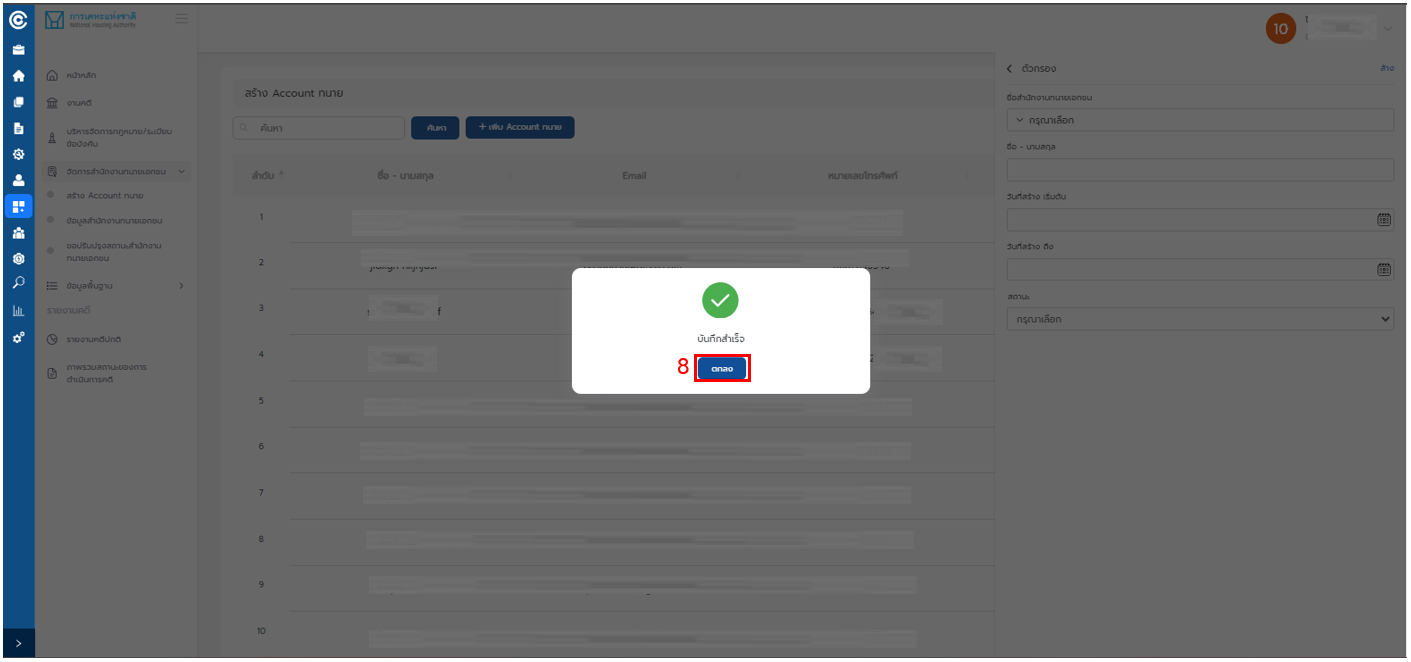 การเคหะแห่งชาติ
National Housing Authority
10
หน้าหลัก
งานคดี
บริหารจัดการกฎหมาย/ระเบียบ
ข้อบังคับ
จัดการสำนักงานทนายเอกชน
สร้าง Account ทนาย
ข้อมูลสำนักงานทนายเอกชน
ขอปรับปรุงสถานะสำนักงาน
ทนายเอกชน
ข้อมูลพื้นฐาน
รายงานคดี
รายงานคดีปกติ
ภาพรวมสถานะของการ
ดำเนินการคดี
สร้าง Account ทนาย
ค้นหา
ค้นหา
+ เพิ่ม Account ทนาย
ลำดับ ชื่อ - นามสกุล Email หมายเลขโทรศัพท์
1
2
3
4
5
6
7
8
9
10
บันทึกสำเร็จ
8 ตกลง
ตัวกรอง ล้าง
ชื่อสำนักงานทนายเอกชน
กรุณาเลือก
ชื่อ - นามสกุล
วันที่สร้าง เริ่มต้น
วันที่สร้าง ถึง
สถานะ
กรุณาเลือก